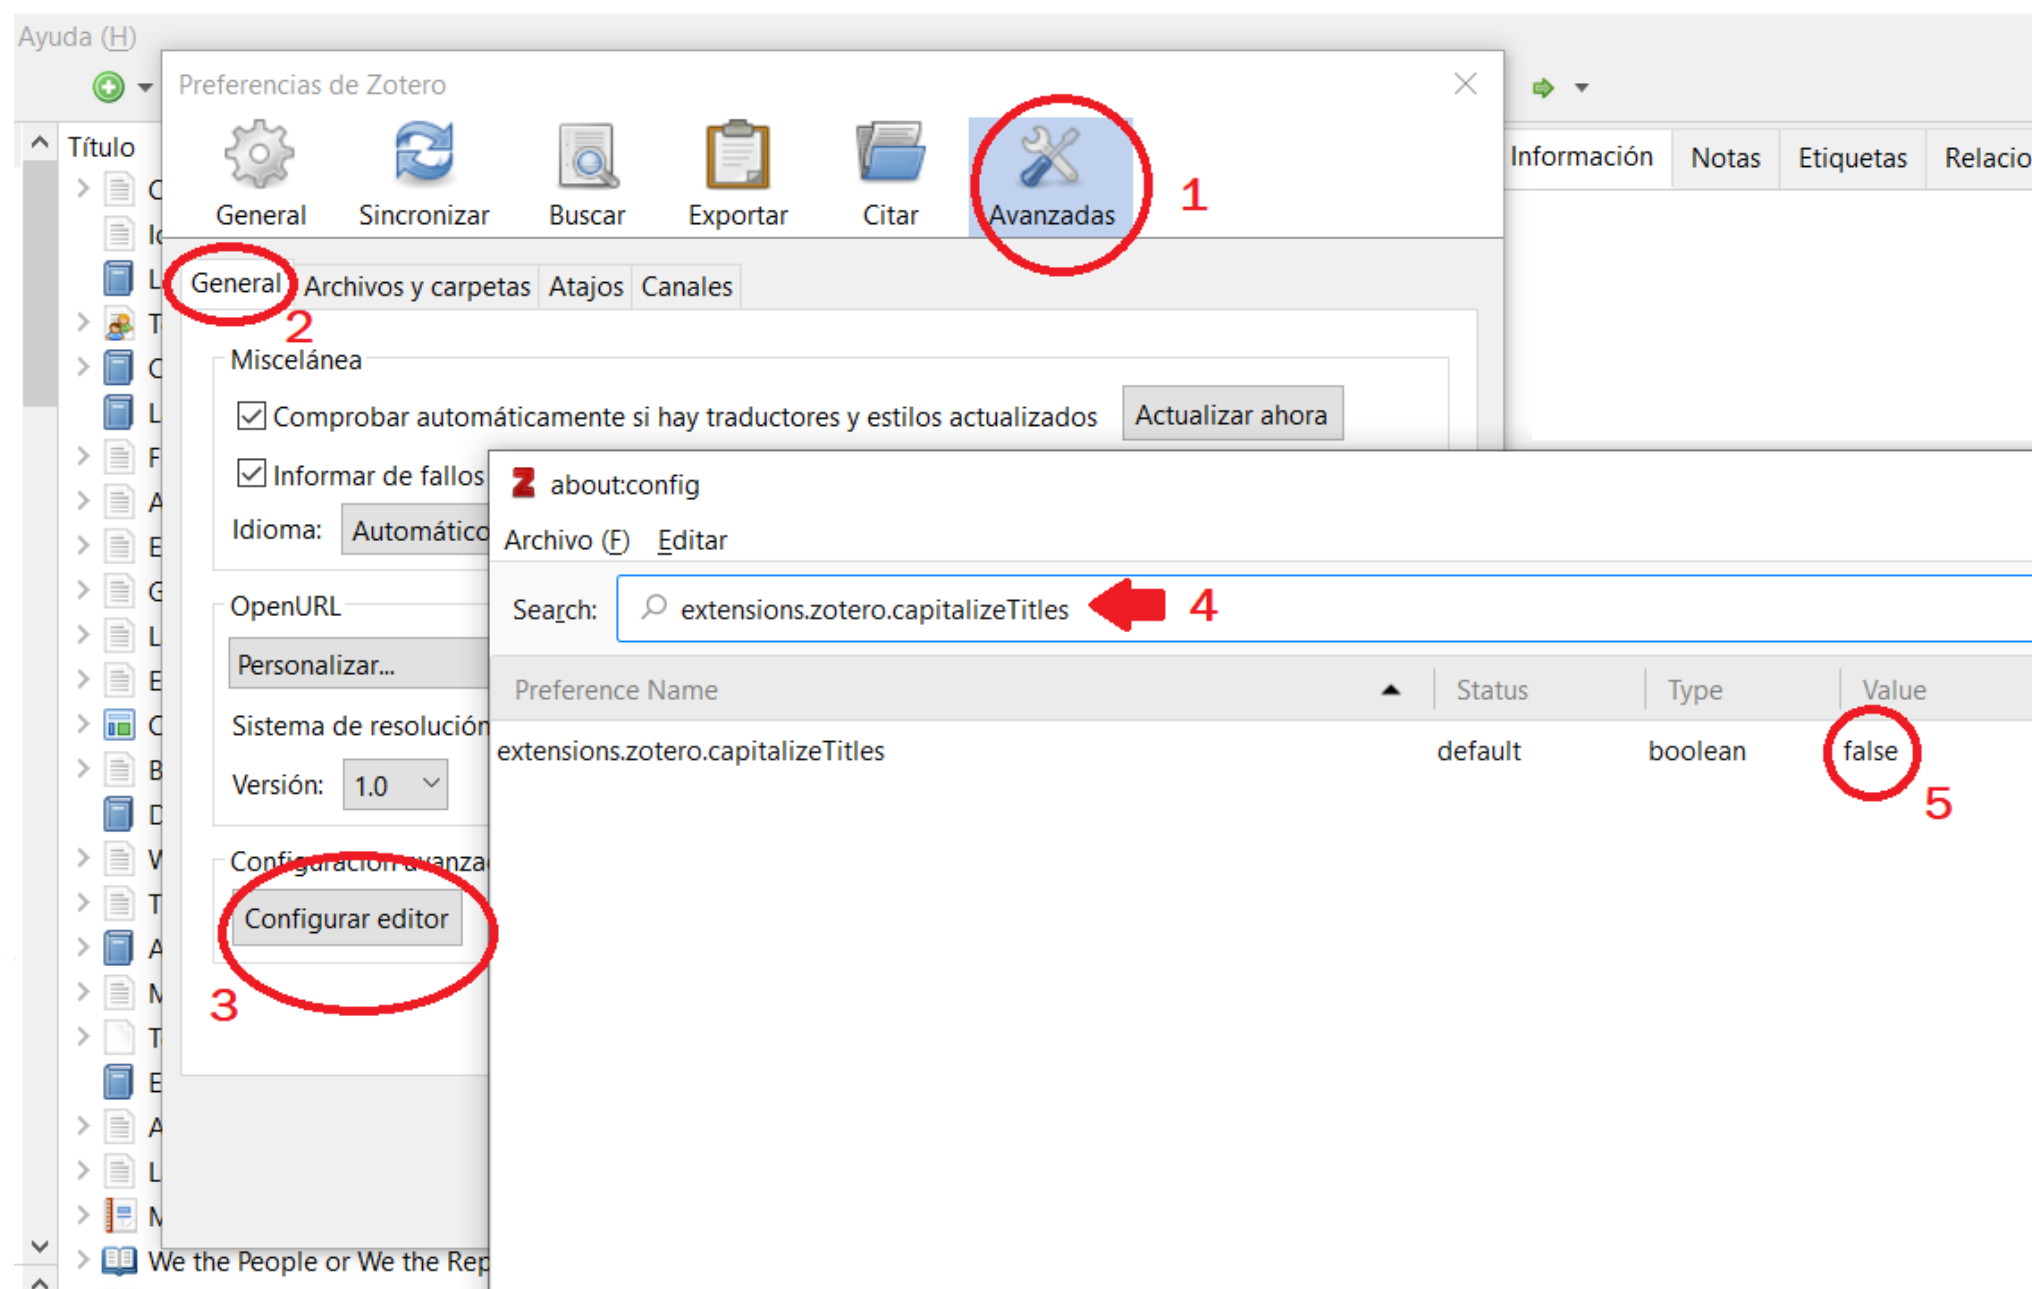 Ayuda (H)
Preferencias de Zotero
Título
General Sincronizar Buscar Exportar Citar Avanzadas 1
Información Notas Etiquetas
General Archivos y carpetas Atajos Canales
2
Miscelánea
Comprobar automáticamente si hay traductores y estilos actualizados Actualizar ahora
Informar de fallos
Idioma: Automático
OpenURL
Personalizar...
Sistema de resolución
Versión: 1.0
Configuración
Configurar editor
3
about:config
Archivo (F) Editar
Search: extensions.zotero.capitalizeTitles 4
Preference Name Status Type Value
extensions.zotero.capitalizeTitles default boolean false
5
We the People or We the